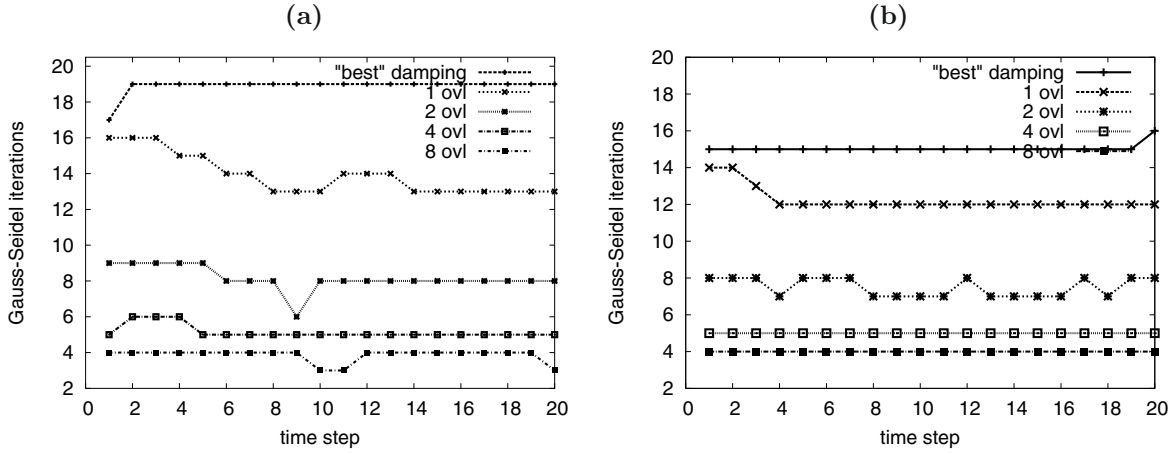 (a)
20
18
16
14
12
10
8
6
4
2
0 2 4 6 8 10 12 14 16 18 20
Gauss-Seidel iterations
time step
"best" damping
1 ovl
2 ovl
4 ovl
8 ovl
(b)
20
18
16
14
12
10
8
6
4
2
0 2 4 6 8 10 12 14 16 18 20
Gauss-Seidel iterations
time step
"best" damping
1 ovl
2 ovl
4 ovl
8 ovl